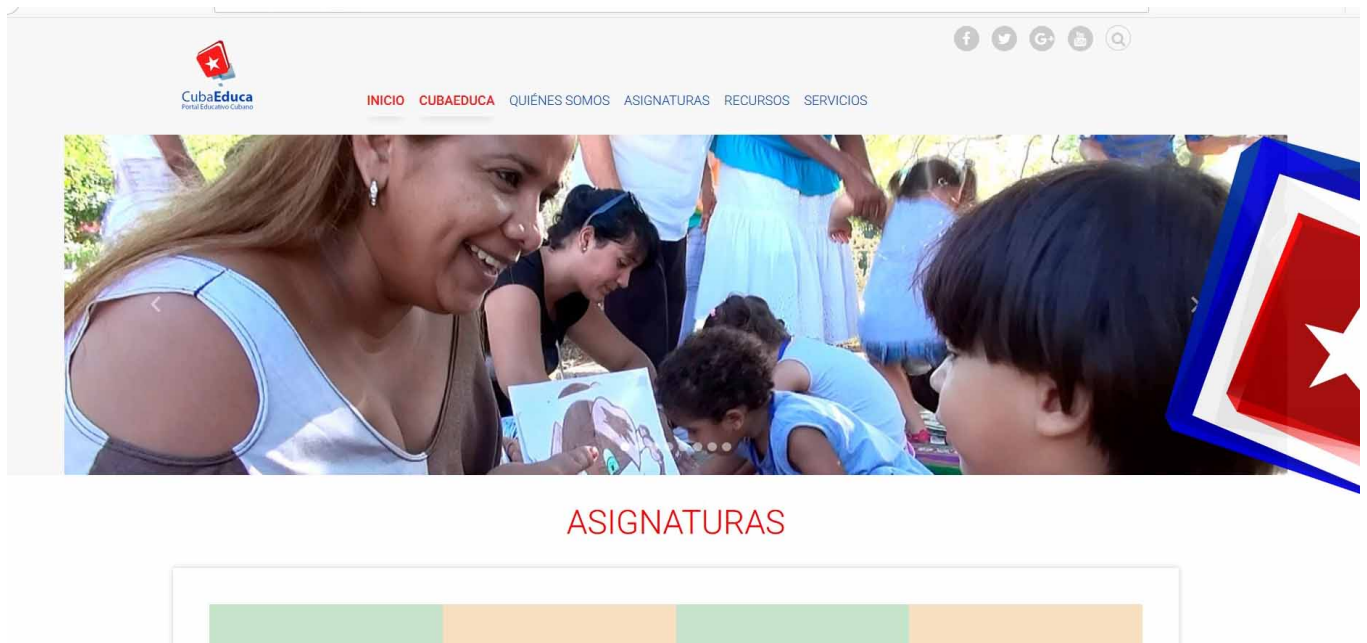 CubaEduca
Portal Educativo Cubano
INICIO CUBAEDUCA QUIÉNES SOMOS ASIGNATURAS RECURSOS SERVICIOS
ASIGNATURAS